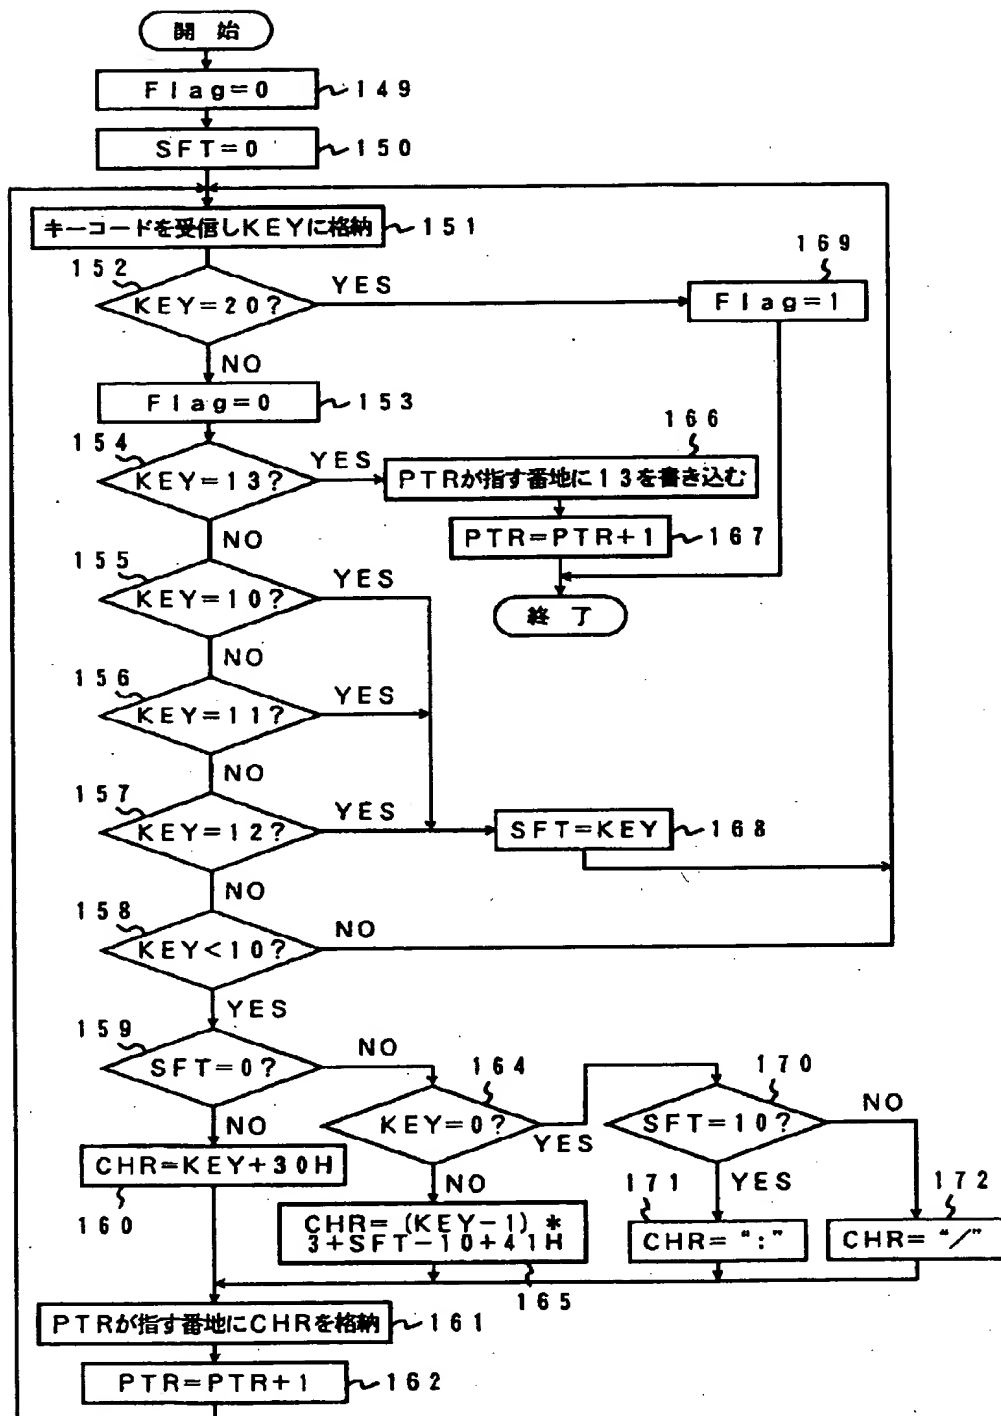 開 始
Flag=0
149
SFT=0
150
キーコードを受信しKEYに格納
151
152
KEY=20?
YES
169
Flag=1
NO
Flag=0
153
154
KEY=13?
YES
166
PTRが指す番地に13を書き込む
PTR=PTR+1
167
終 了
NO
155
KEY=10?
YES
NO
156
KEY=11?
YES
NO
157
KEY=12?
YES
SFT=KEY
168
NO
158
KEY<10?
NO
YES
159
SFT=0?
NO
164
KEY=0?
YES
170
SFT=10?
NO
NO
CHR=KEY+30H
160
NO
CHR=(KEY-1)*
3+SFT-10+41H
165
YES
171
CHR=":"
172
CHR="/"
PTRが指す番地にCHRを格納
161
PTR=PTR+1
162